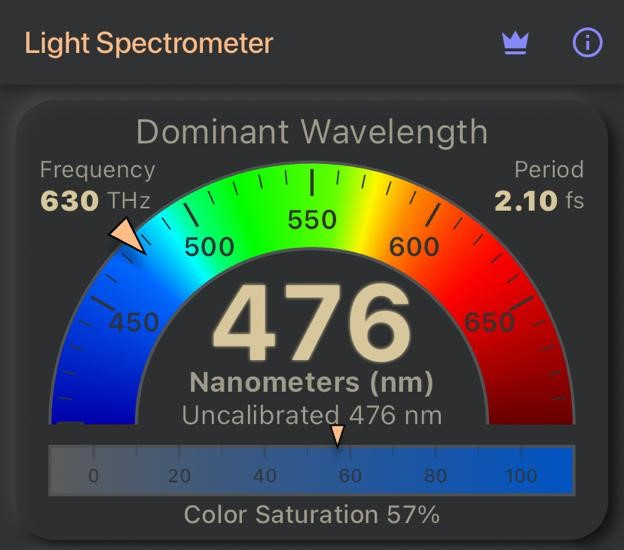 Light Spectrometer
Dominant Wavelength
Frequency
630 THz
Period
2.10 fs
450
500
550
600
650
476
Nanometers (nm)
Uncalibrated 476 nm
0 20 40 60 80 100
Color Saturation 57%